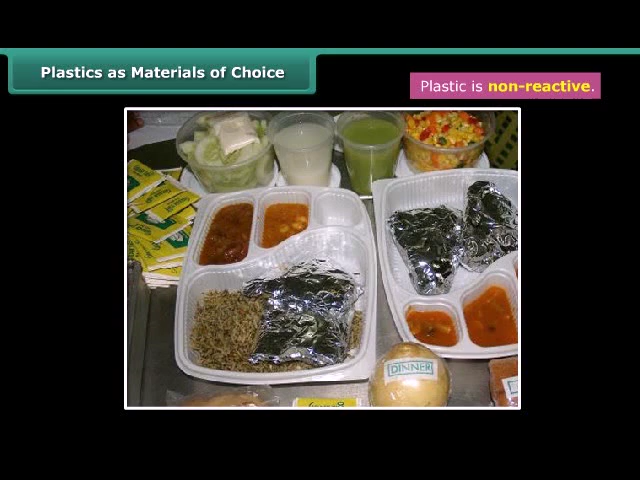 Plastics as Materials of Choice
Plastic is non-reactive.
DINNER